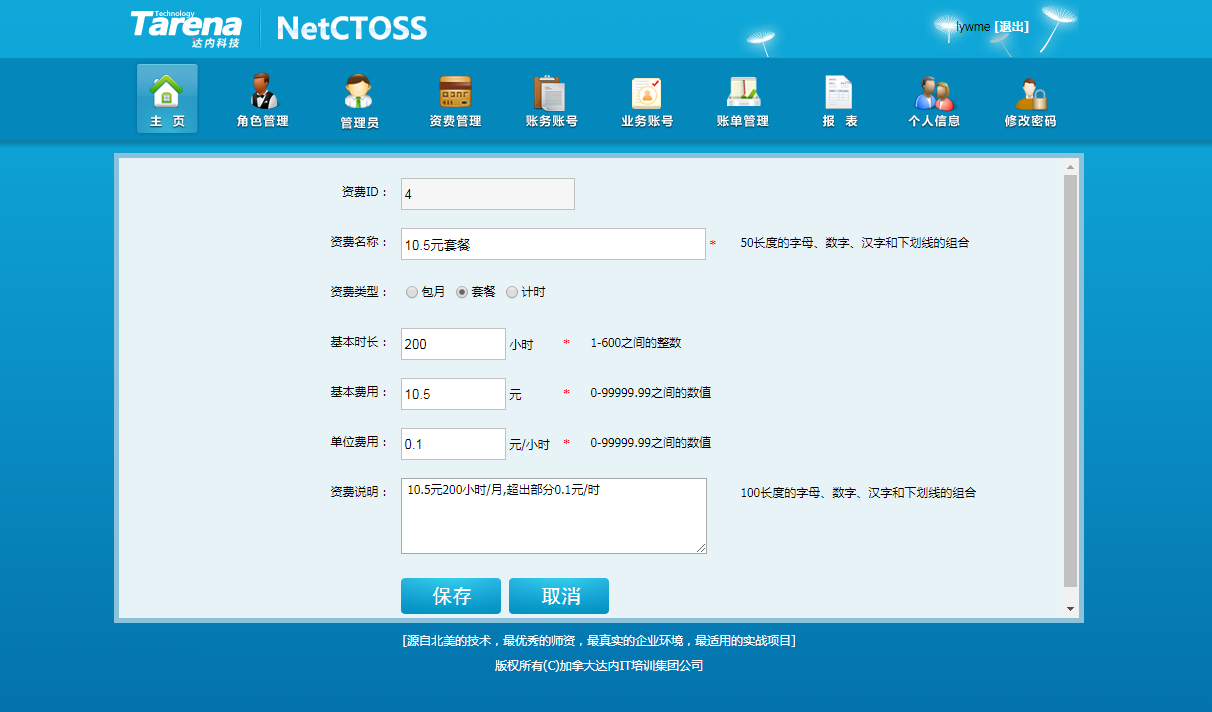 Technology
Tarena
达内科技
NetCTOSS
lywme [退出]
主 页
角色管理
管理员
资费管理
账务账号
业务账号
账单管理
报 表
个人信息
修改密码
资费ID：
4
资费名称：
10.5元套餐
*
50长度的字母、数字、汉字和下划线的组合
资费类型：
包月 套餐 计时
基本时长：
200
小时
*
1-600之间的整数
基本费用：
10.5
元
*
0-99999.99之间的数值
单位费用：
0.1
元/小时
*
0-99999.99之间的数值
资费说明：
10.5元200小时/月,超出部分0.1元/时
100长度的字母、数字、汉字和下划线的组合
保存
取消
[源自北美的技术，最优秀的师资，最真实的企业环境，最适用的实战项目]
版权所有(C)加拿大达内IT培训集团公司